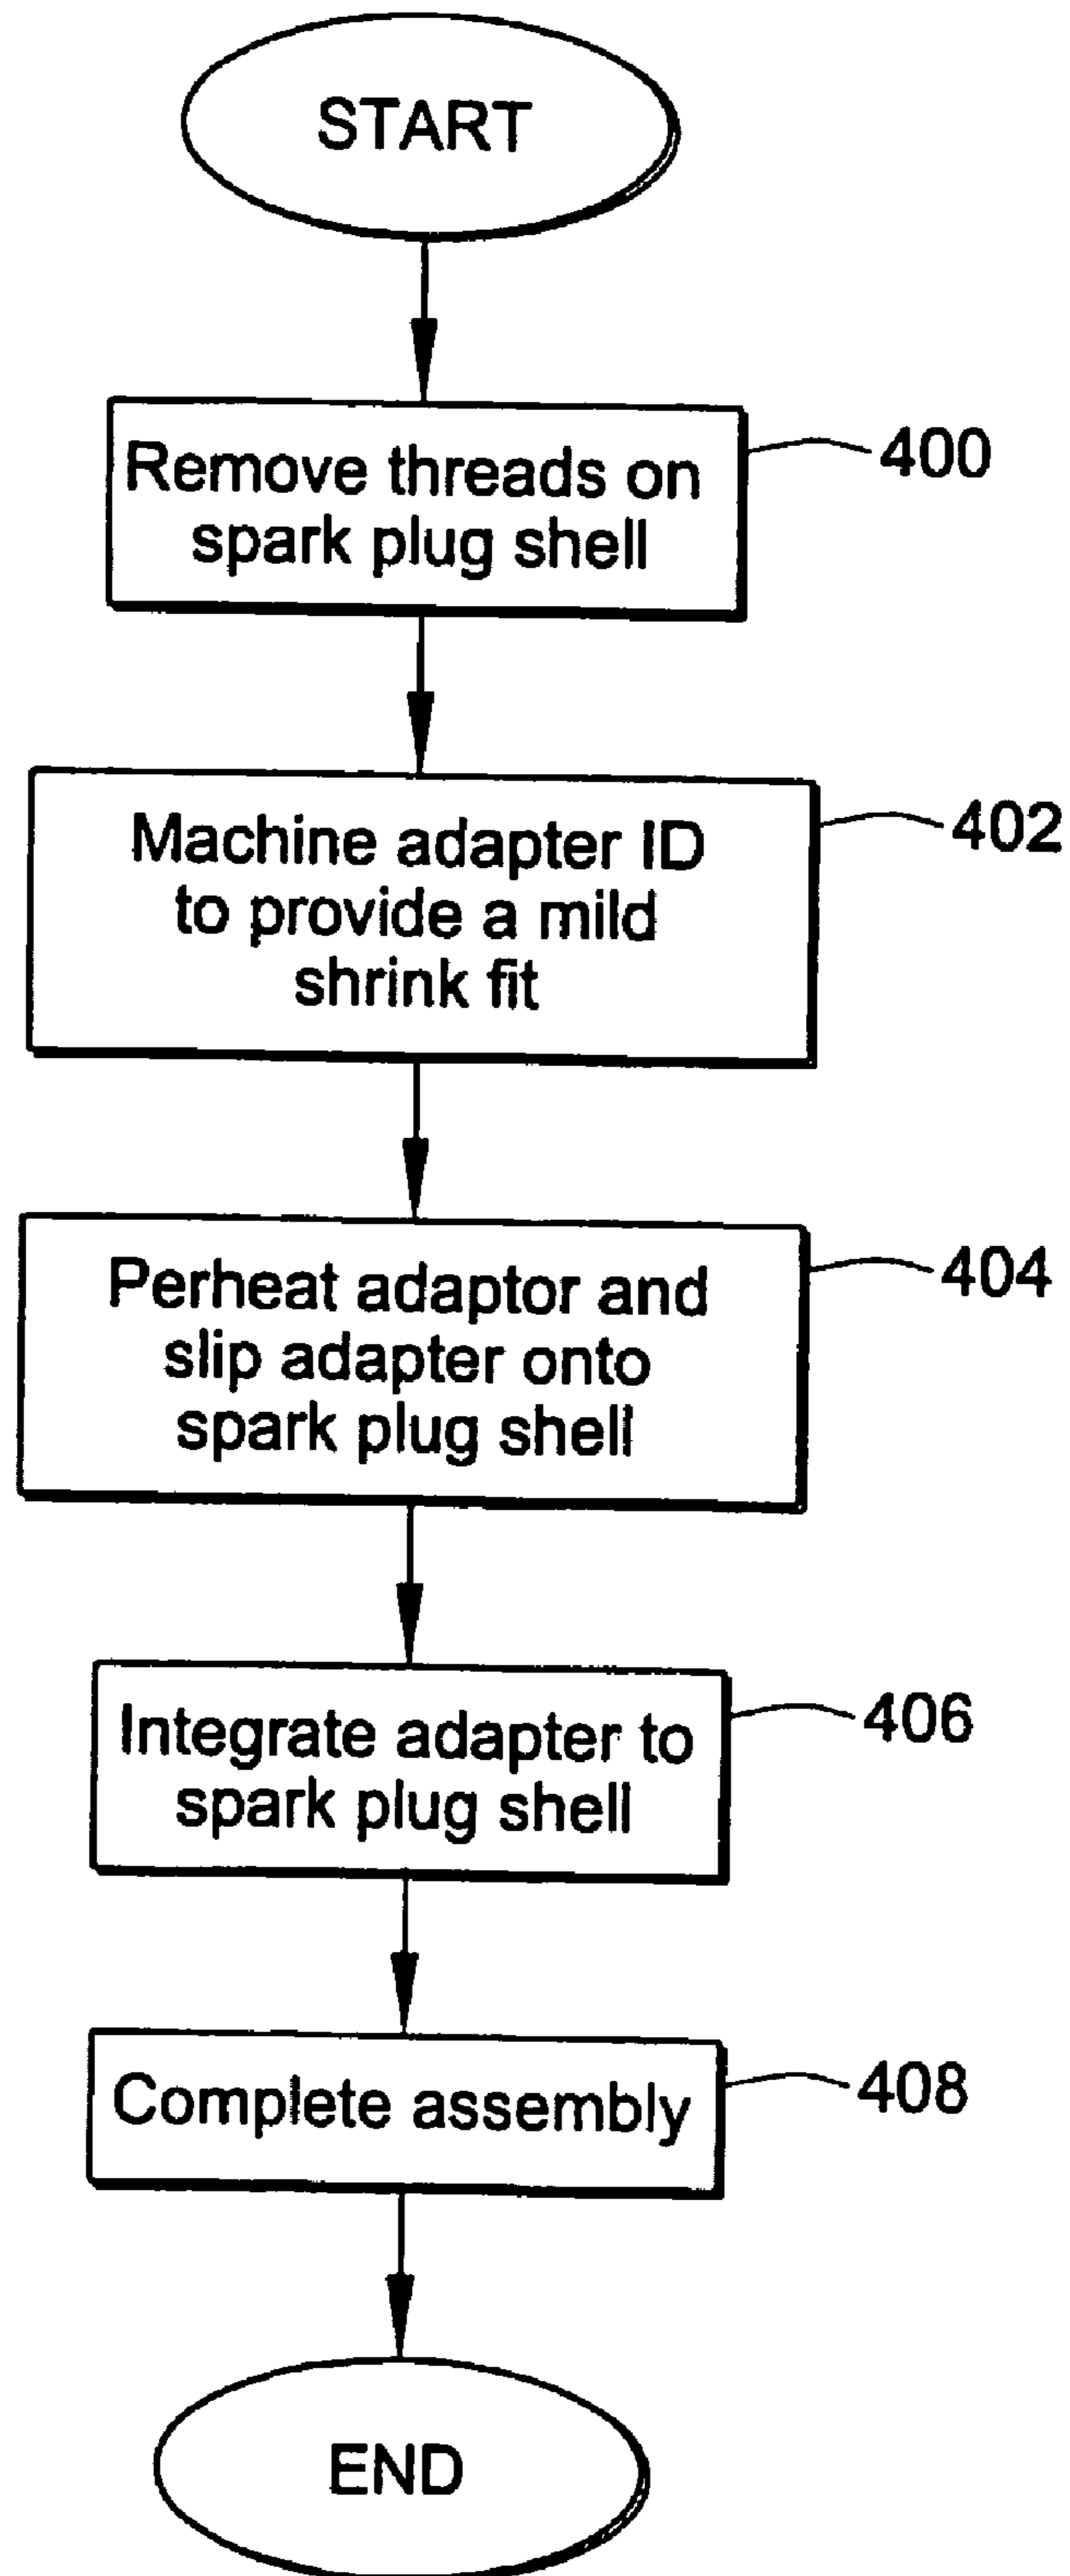 START
Remove threads on
spark plug shell
400
Machine adapter ID
to provide a mild
shrink fit
402
Perheat adaptor and
slip adapter onto
spark plug shell
404
Integrate adapter to
spark plug shell
406
Complete assembly
408
END